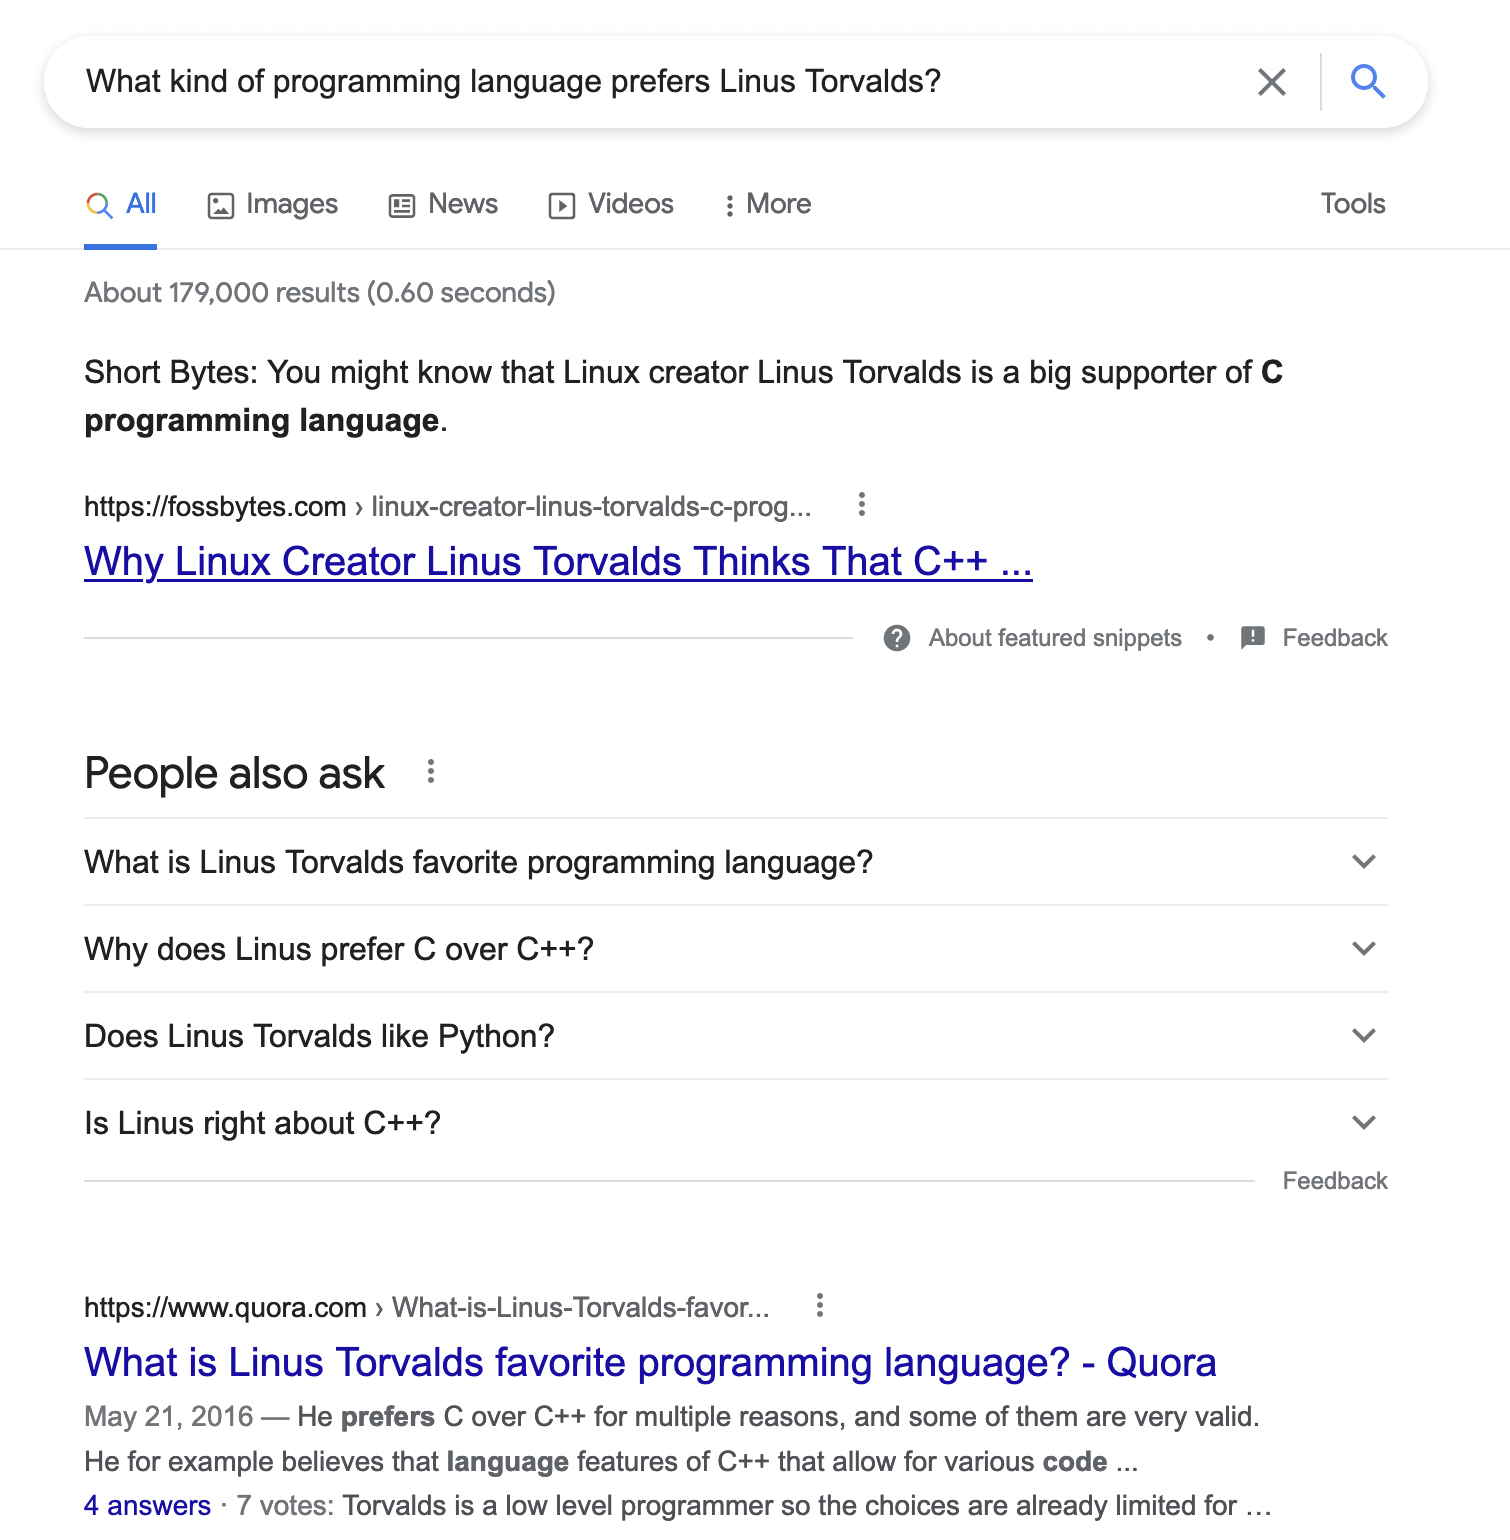 What kind of programming language prefers Linus Torvalds?
All Images News Videos More Tools
About 179,000 results (0.60 seconds)
Short Bytes: You might know that Linux creator Linus Torvalds is a big supporter of C
programming language.
https://fossbytes.com › linux-creator-linus-torvalds-c-prog...
Why Linux Creator Linus Torvalds Thinks That C++ ...
About featured snippets • Feedback
People also ask
What is Linus Torvalds favorite programming language?
Why does Linus prefer C over C++?
Does Linus Torvalds like Python?
Is Linus right about C++?
Feedback
https://www.quora.com › What-is-Linus-Torvalds-favor...
What is Linus Torvalds favorite programming language? - Quora
May 21, 2016 — He prefers C over C++ for multiple reasons, and some of them are very valid.
He for example believes that language features of C++ that allow for various code ...
4 answers · 7 votes: Torvalds is a low level programmer so the choices are already limited for …